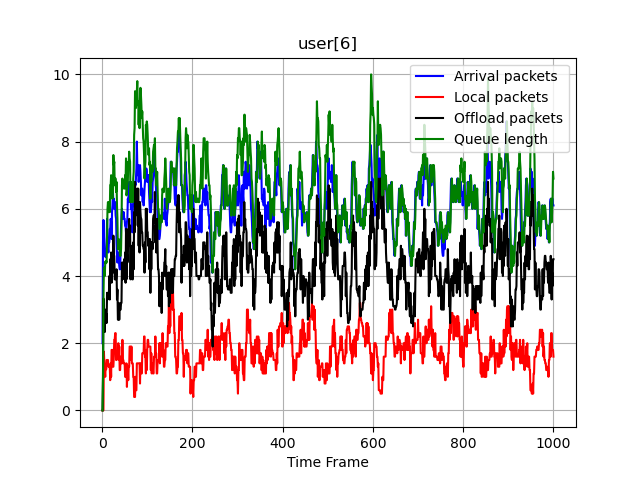 user[6]
Arrival packets
Local packets
Offload packets
Queue length
10
8
6
4
2
0
0 200 400 600 800 1000
Time Frame